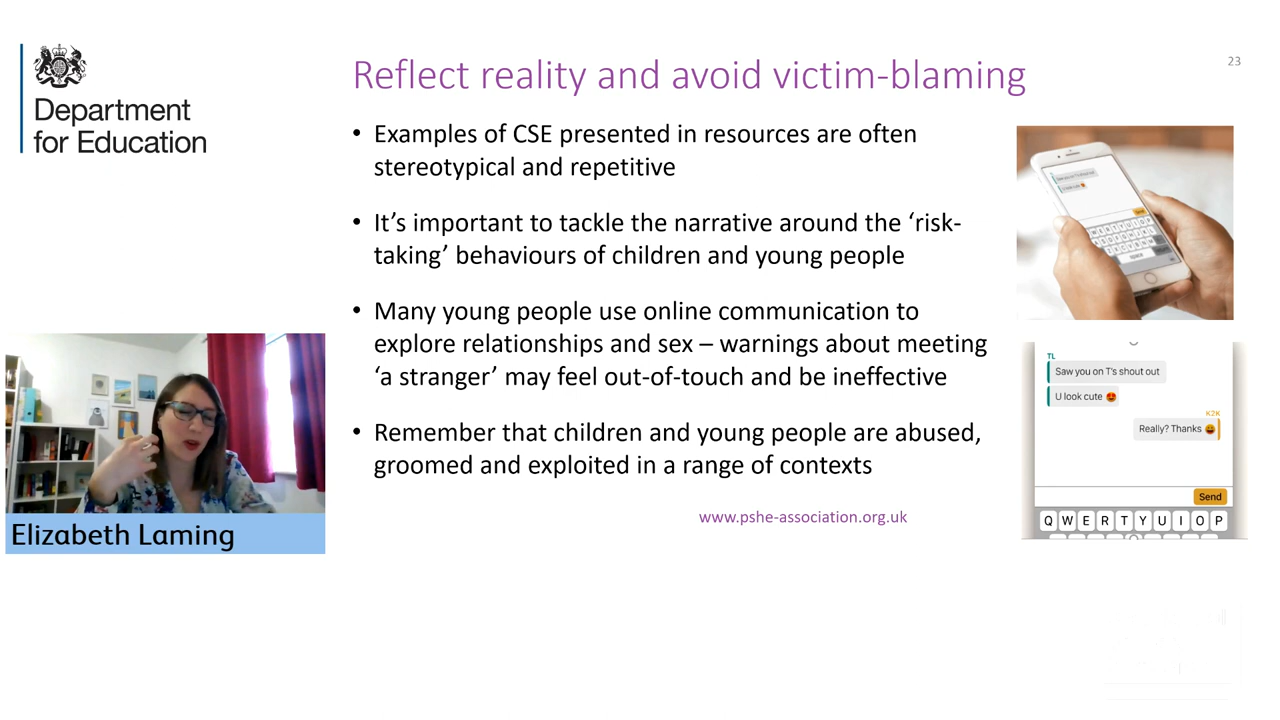 Department
for Education
Reflect reality and avoid victim-blaming
23
• Examples of CSE presented in resources are often
stereotypical and repetitive
• It’s important to tackle the narrative around the ‘risk-
taking’ behaviours of children and young people
• Many young people use online communication to
explore relationships and sex – warnings about meeting
‘a stranger’ may feel out-of-touch and be ineffective
• Remember that children and young people are abused,
groomed and exploited in a range of contexts
www.pshe-association.org.uk
Elizabeth Laming
TL
Saw you on T's shout out
U look cute 😍
K2K
Really? Thanks 😀
Send
Q W E R T Y U I O P